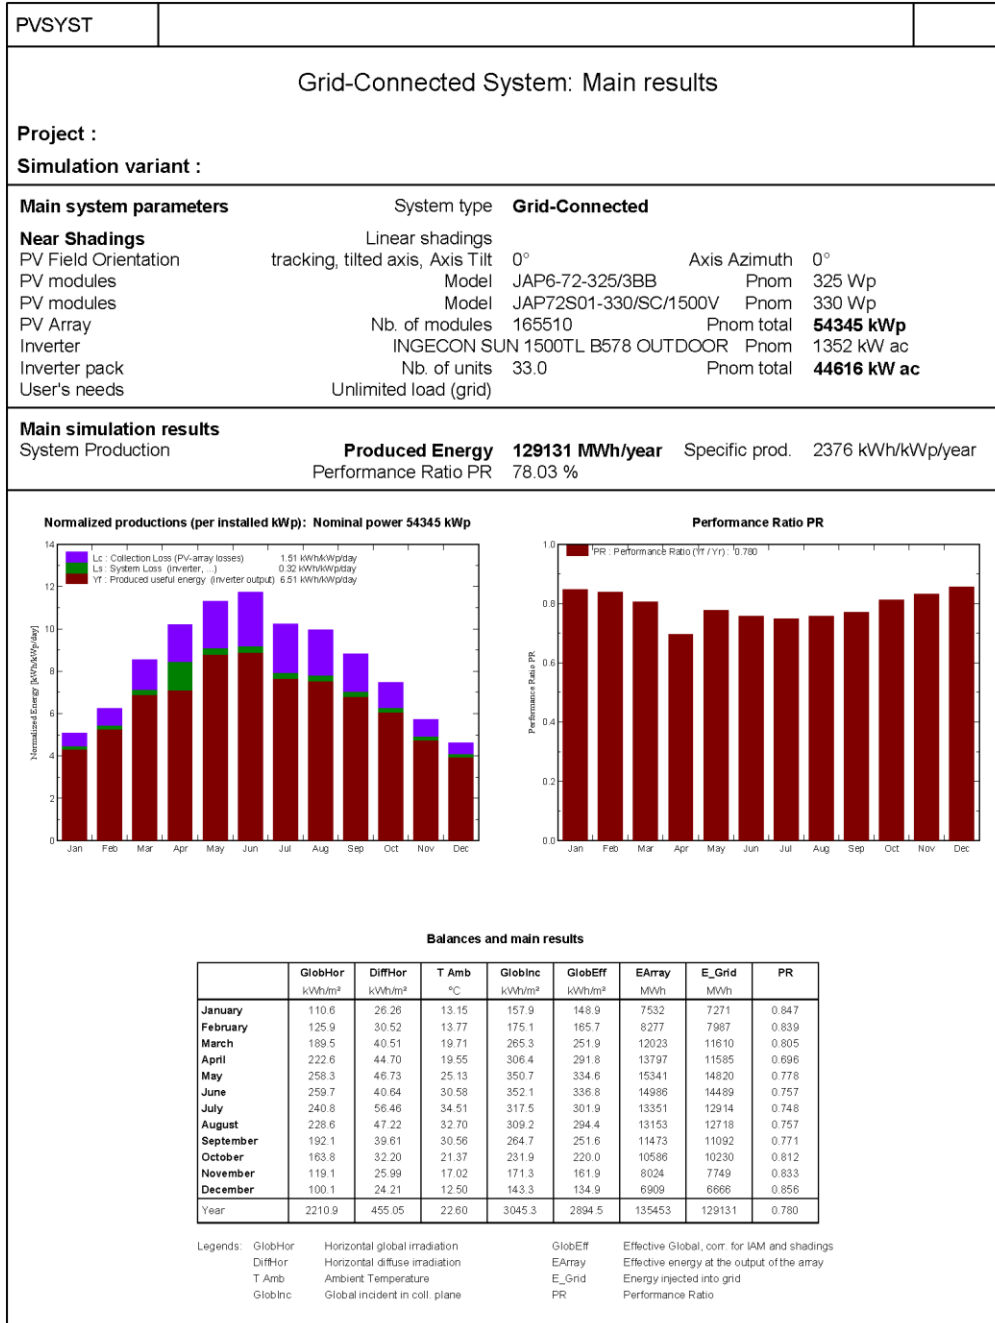 PVSYST
Grid-Connected System: Main results
Project :
Simulation variant :
Main system parameters System type Grid-Connected
Near Shadings Linear shadings
PV Field Orientation tracking, tilted axis, Axis Tilt 0° Axis Azimuth 0°
PV modules Model JAP6-72-325/3BB Pnom 325 Wp
PV modules Model JAP72S01-330/SC/1500V Pnom 330 Wp
PV Array Nb. of modules 165510 Pnom total 54345 kWp
Inverter INGECON SUN 1500TL B578 OUTDOOR Pnom 1352 kW ac
Inverter pack Nb. of units 33.0 Pnom total 44616 kW ac
User's needs Unlimited load (grid)
Main simulation results
System Production Produced Energy 129131 MWh/year Specific prod. 2376 kWh/kWp/year
Performance Ratio PR 78.03 %
Normalized productions (per installed kWp): Nominal power 54345 kWp
Lc : Collection Loss (PV-array losses) 1.51 kWh/kWp/day
Ls : System Loss (inverter, ...) 0.32 kWh/kWp/day
Yf : Produced useful energy (inverter output) 6.51 kWh/kWp/day
Normalized Energy [kWh/kWp/day]
14
12
10
8
6
4
2
0
Jan Feb Mar Apr May Jun Jul Aug Sep Oct Nov Dec
Performance Ratio PR
PR : Performance Ratio (Yf / Yr) : 0.780
Performance Ratio PR
1.0
0.8
0.6
0.4
0.2
0.0
Jan Feb Mar Apr May Jun Jul Aug Sep Oct Nov Dec
Balances and main results
GlobHor DiffHor T Amb GlobInc GlobEff EArray E_Grid PR
kWh/m² kWh/m² °C kWh/m² kWh/m² MWh MWh
January 110.6 26.26 13.15 157.9 148.9 7532 7271 0.847
February 125.9 30.52 13.77 175.1 165.7 8277 7987 0.839
March 189.5 40.51 19.71 265.3 251.9 12023 11610 0.805
April 222.6 44.70 19.55 306.4 291.8 13797 11585 0.696
May 258.3 46.73 25.13 350.7 334.6 15341 14820 0.778
June 259.7 40.64 30.58 352.1 336.8 14986 14489 0.757
July 240.8 56.46 34.51 317.5 301.9 13351 12914 0.748
August 228.6 47.22 32.70 309.2 294.4 13153 12718 0.757
September 192.1 39.61 30.56 264.7 251.6 11473 11092 0.771
October 163.8 32.20 21.37 231.9 220.0 10586 10230 0.812
November 119.1 25.99 17.02 171.3 161.9 8024 7749 0.833
December 100.1 24.21 12.50 143.3 134.9 6909 6666 0.856
Year 2210.9 455.05 22.60 3045.3 2894.5 135453 129131 0.780
Legends: GlobHor Horizontal global irradiation GlobEff Effective Global, corr. for IAM and shadings
DiffHor Horizontal diffuse irradiation EArray Effective energy at the output of the array
T Amb Ambient Temperature E_Grid Energy injected into grid
GlobInc Global incident in coll. plane PR Performance Ratio